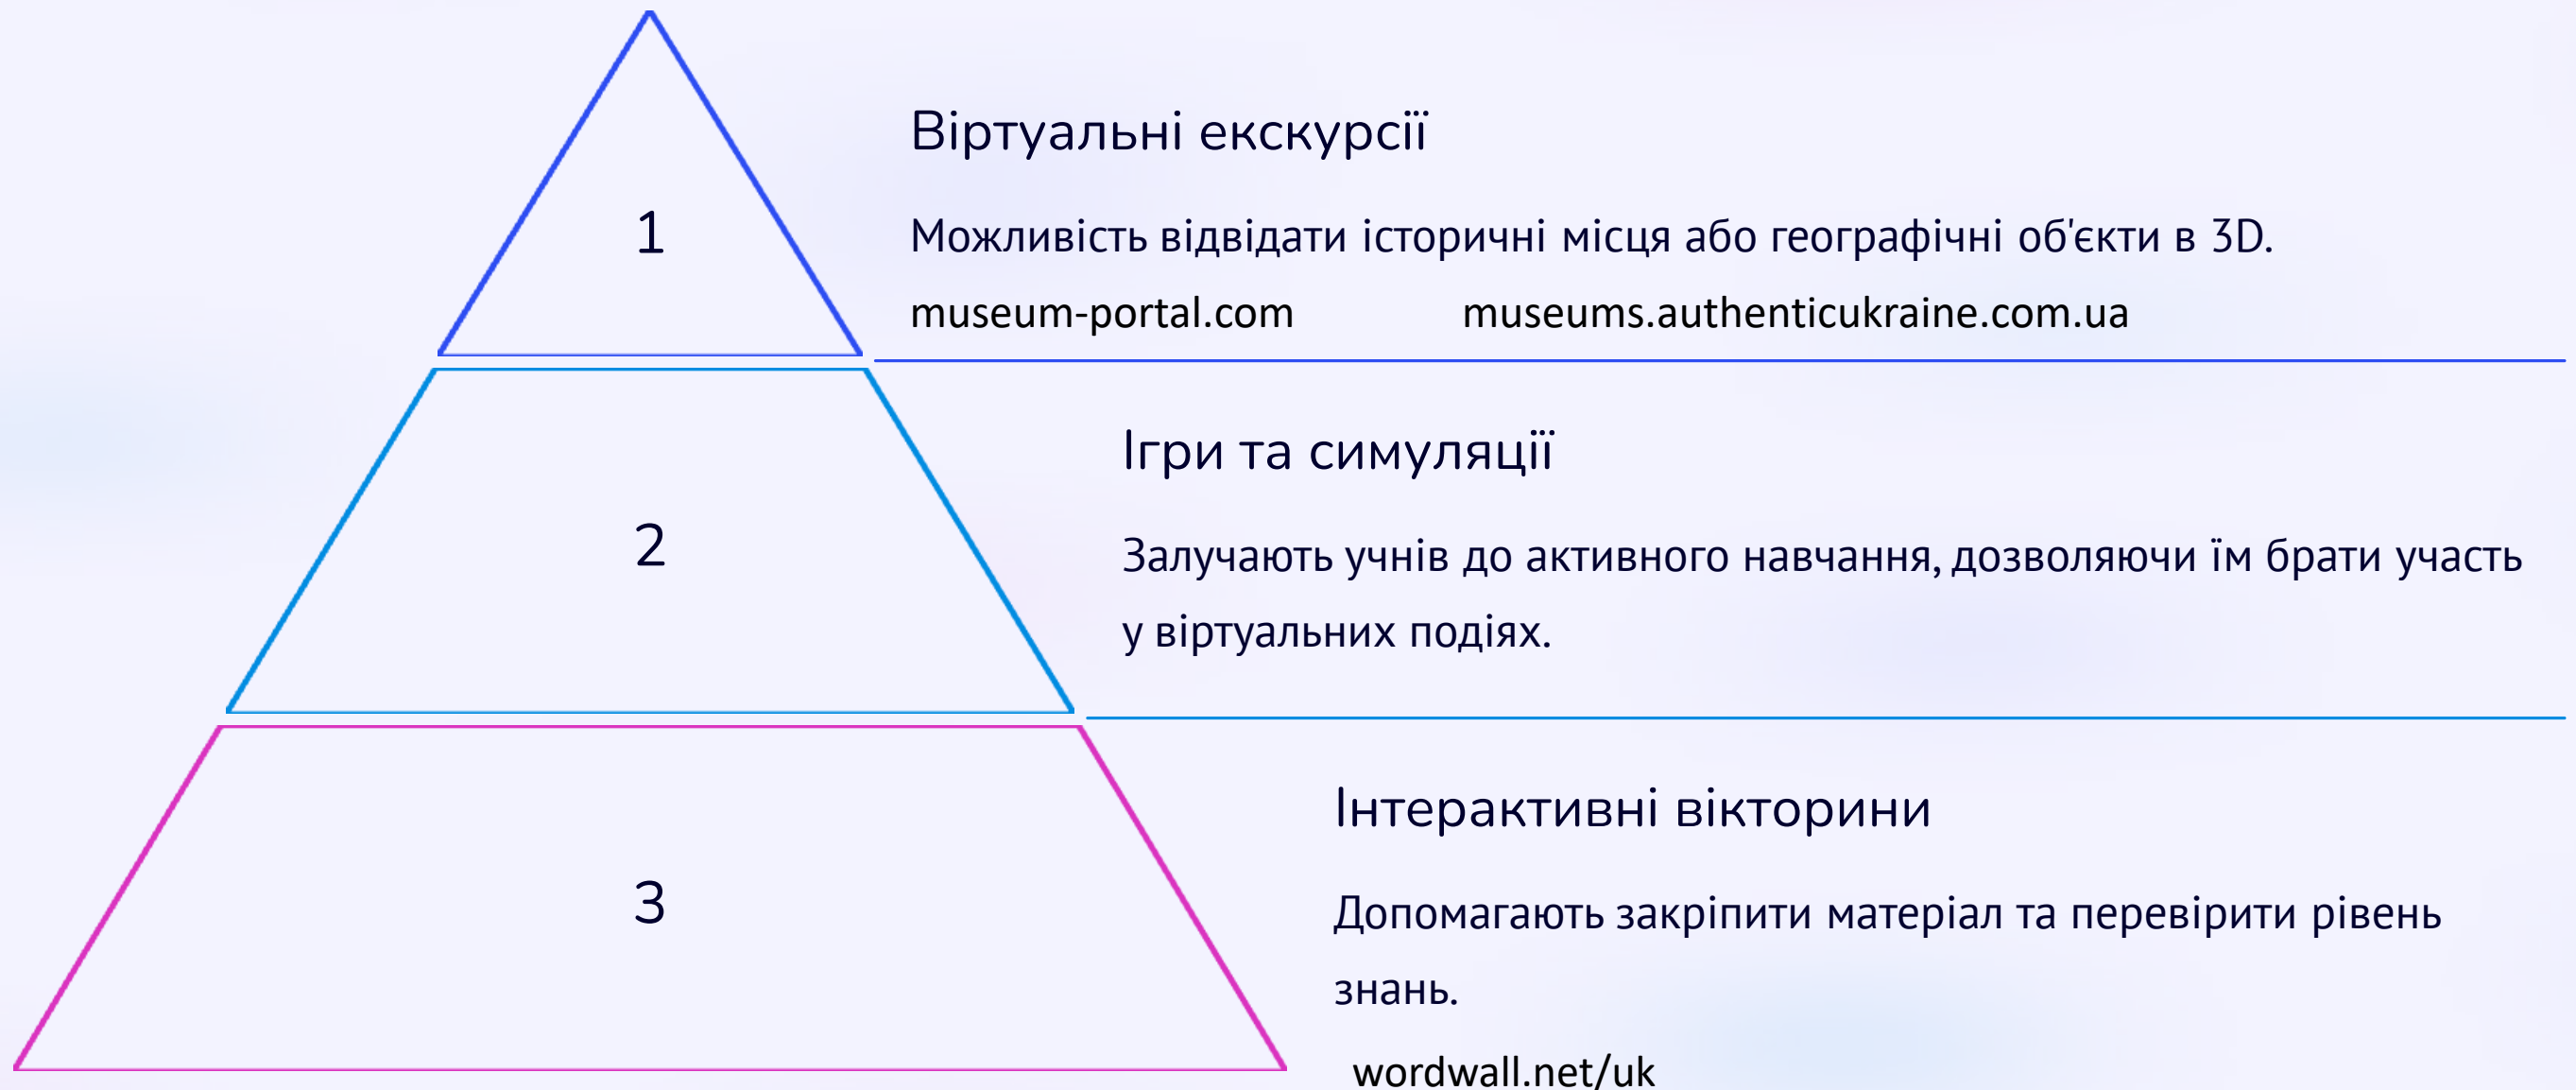 1
Віртуальні екскурсії
Можливість відвідати історичні місця або географічні об'єкти в 3D.
museum-portal.com museums.authenticukraine.com.ua
2
Ігри та симуляції
Залучають учнів до активного навчання, дозволяючи їм брати участь
у віртуальних подіях.
3
Інтерактивні вікторини
Допомагають закріпити матеріал та перевірити рівень
знань.
wordwall.net/uk